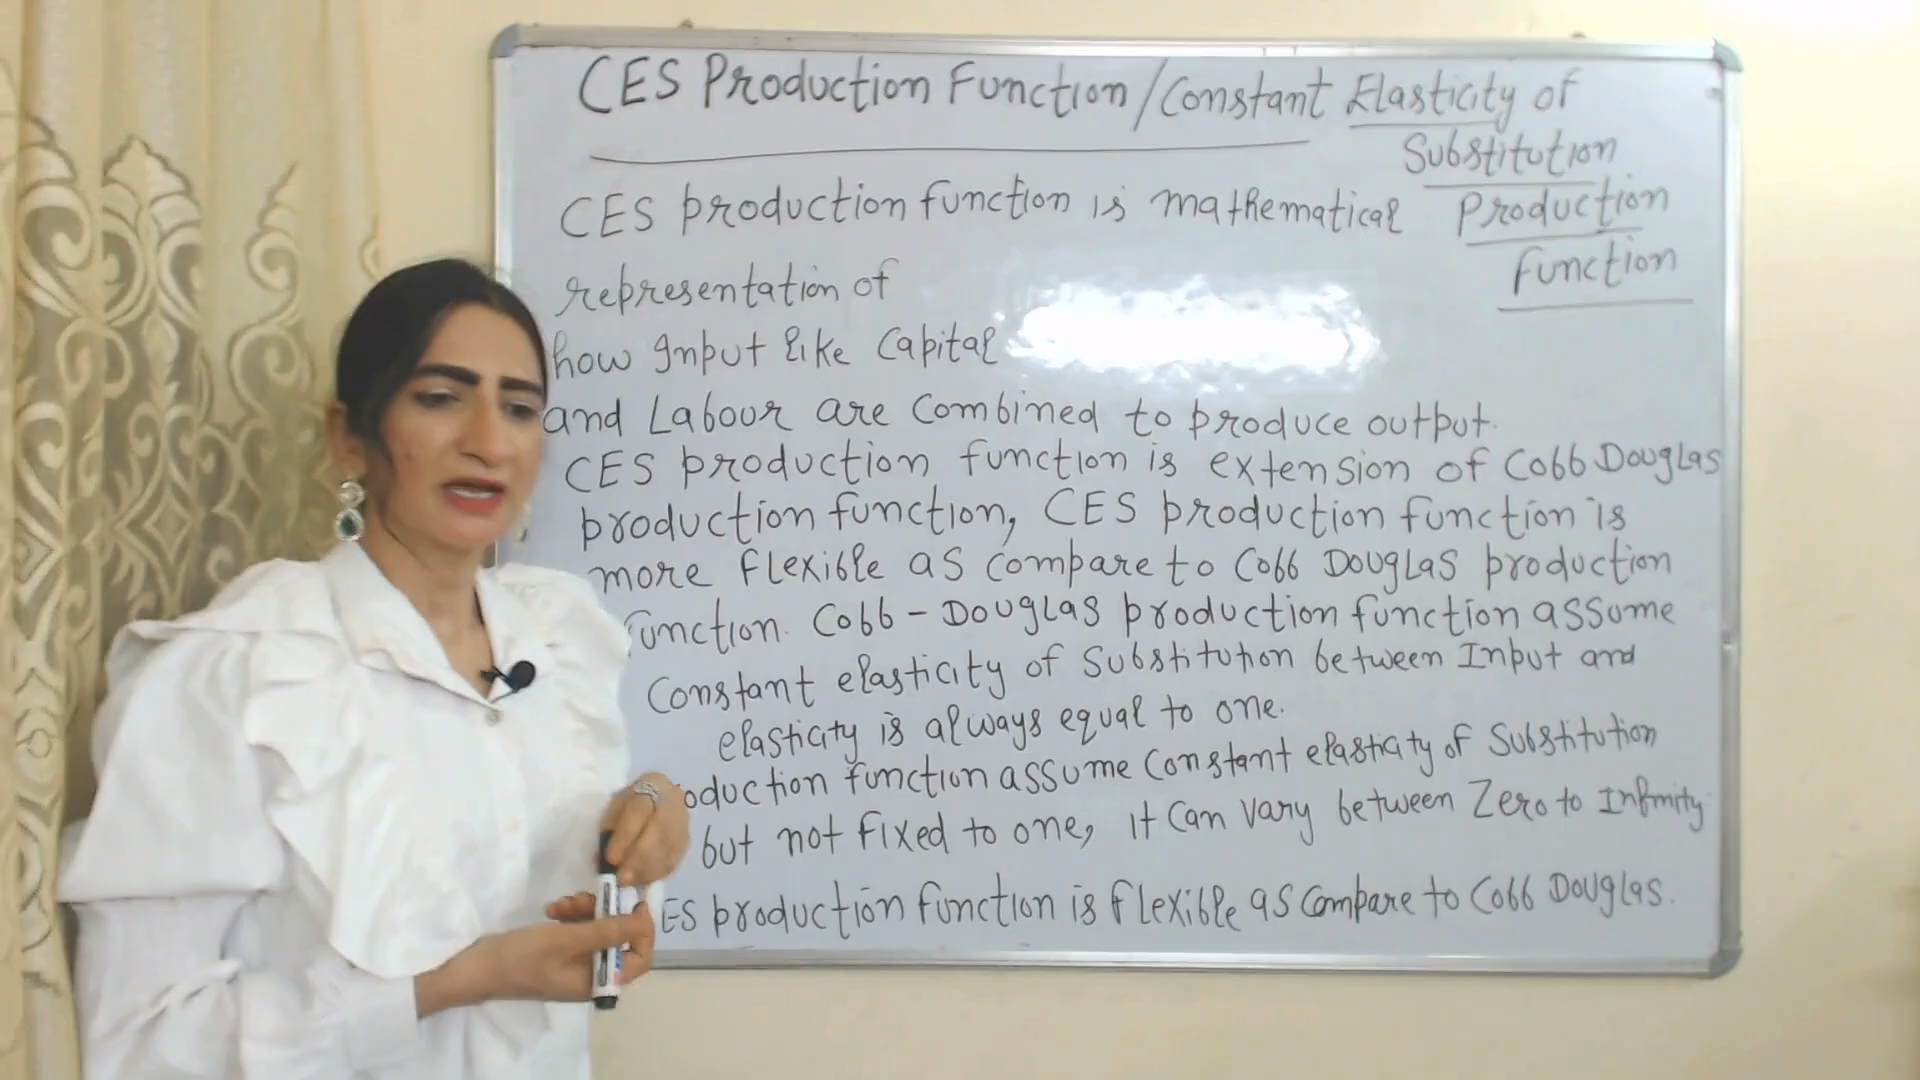 CES Production Function/Constant Elasticity of
Substitution
Production
function
CES production function is mathematical
representation of
how Input like Capital
and Labour are Combined to produce output.
CES production function is extension of Cobb Douglas
production function, CES production function is
more flexible as Compare to Cobb Douglas production
function. Cobb-Douglas production function assume
Constant elasticity of Substitution between Input and
elasticity is always equal to one.
oduction function assume Constant elasticity of Substitution
but not fixed to one, it Can vary between Zero to Infinity
ES production function is flexible as Compare to Cobb Douglas.